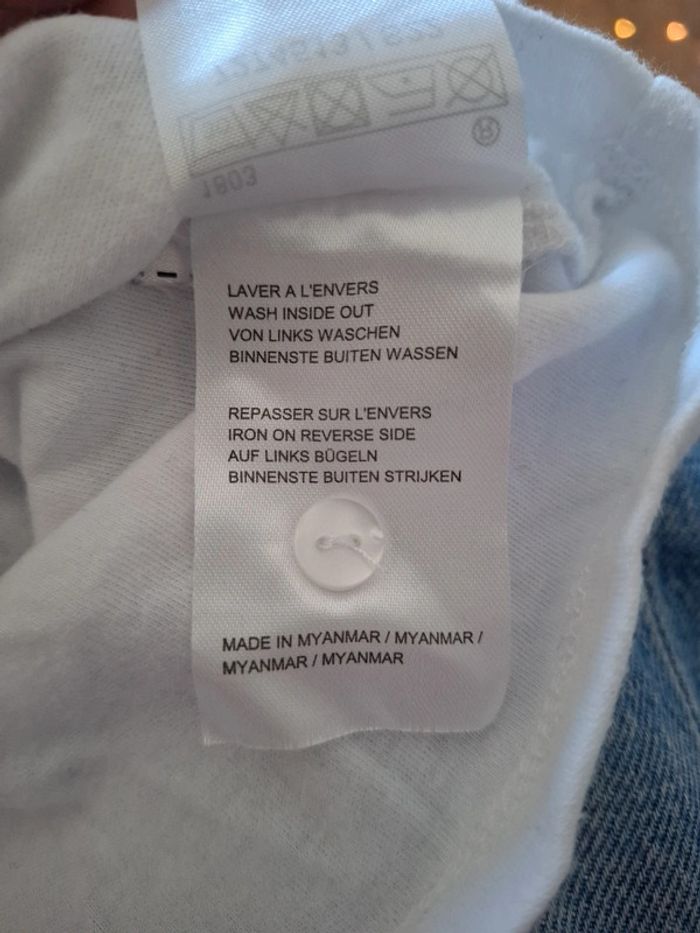 1803
LAVER A L'ENVERS
WASH INSIDE OUT
VON LINKS WASCHEN
BINNENSTE BUITEN WASSEN
REPASSER SUR L'ENVERS
IRON ON REVERSE SIDE
AUF LINKS BÜGELN
BINNENSTE BUITEN STRIJKEN
MADE IN MYANMAR / MYANMAR /
MYANMAR / MYANMAR